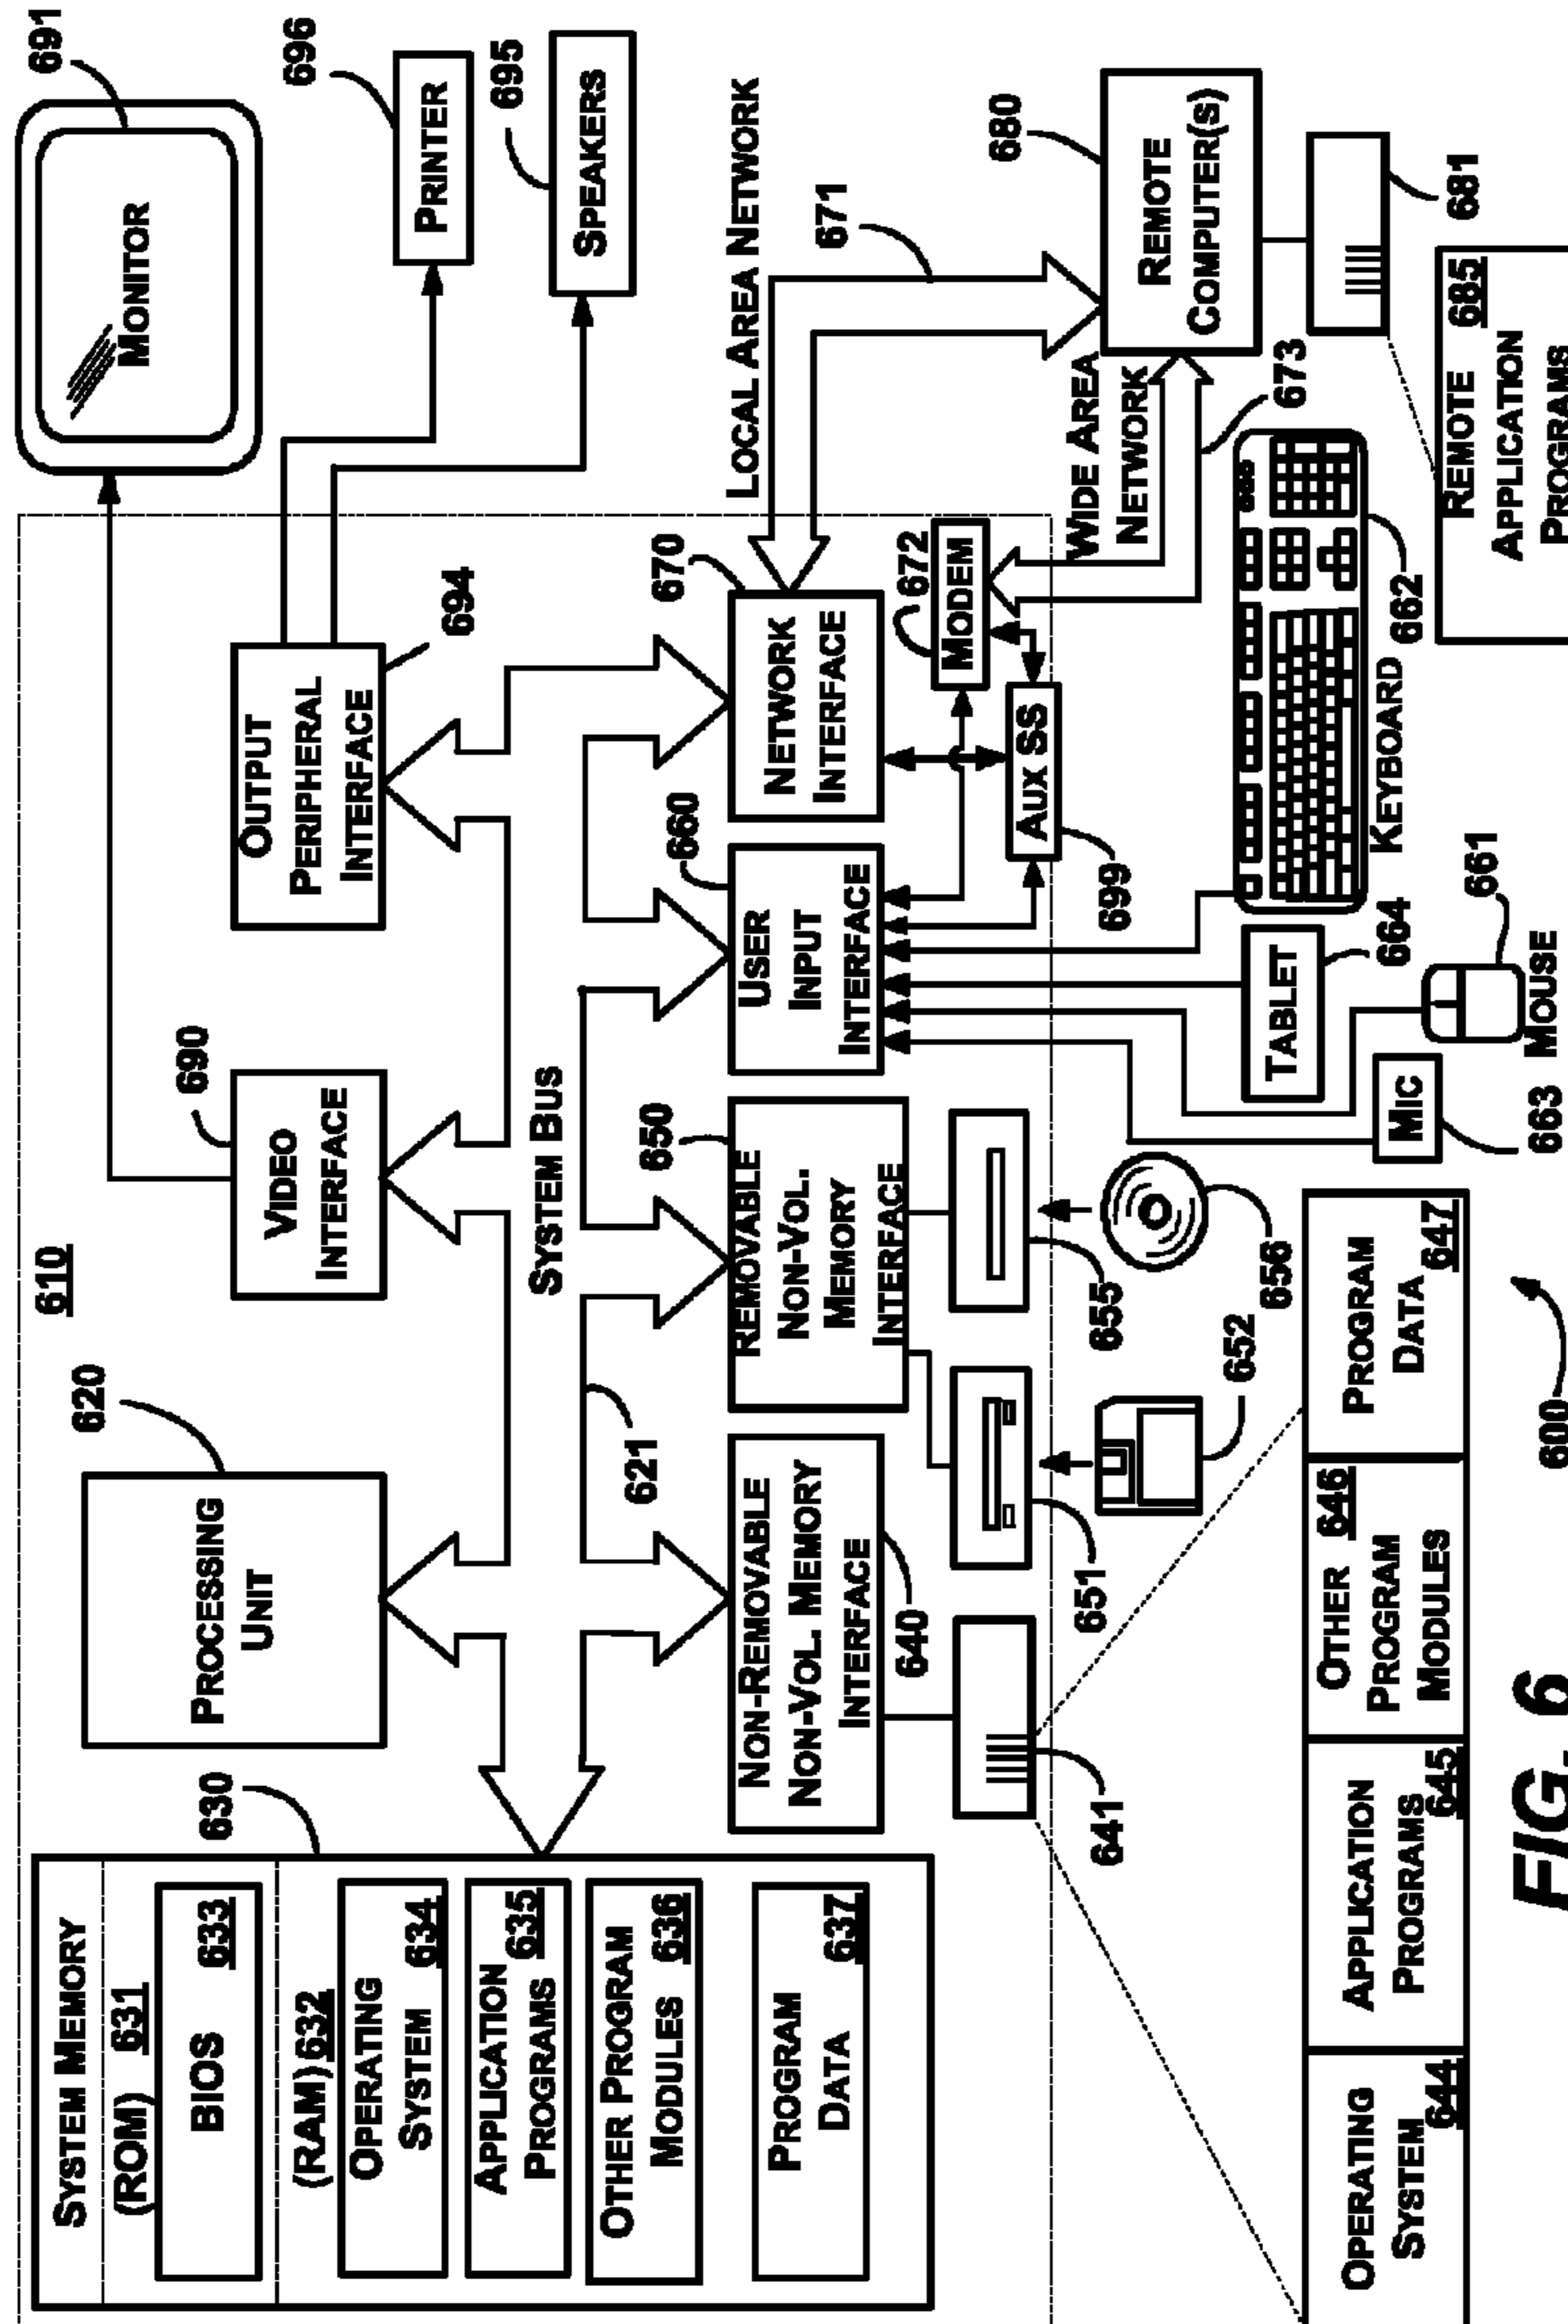 610
SYSTEM MEMORY
(ROM) 631
BIOS 633
(RAM) 632
OPERATING
SYSTEM 634
APPLICATION
PROGRAMS 635
OTHER PROGRAM
MODULES 636
PROGRAM
DATA 637
630
PROCESSING
UNIT
620
VIDEO
INTERFACE
690
OUTPUT
PERIPHERAL
INTERFACE
694
MONITOR
691
PRINTER
696
SPEAKERS
695
SYSTEM BUS
621
NON-REMOVABLE
NON-VOL. MEMORY
INTERFACE
640
REMOVABLE
NON-VOL.
MEMORY
INTERFACE
650
USER
INPUT
INTERFACE
660
NETWORK
INTERFACE
670
LOCAL AREA NETWORK
671
MODEM
672
AUX SS
699
WIDE AREA
NETWORK
673
REMOTE
COMPUTER(S)
680
681
641
651
652
655
656
MIC
663
TABLET
664
MOUSE
661
KEYBOARD
662
REMOTE 685
APPLICATION
PROGRAMS
OPERATING
SYSTEM 644
APPLICATION
PROGRAMS 645
OTHER 646
PROGRAM
MODULES
PROGRAM
DATA 647
600
FIG. 6